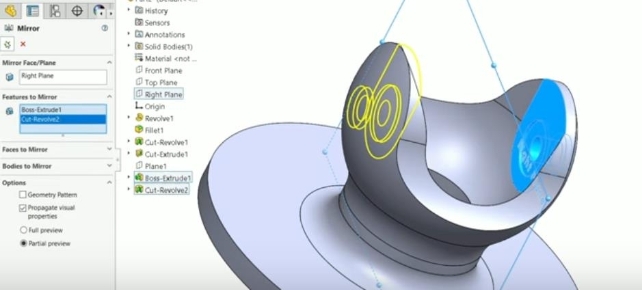 Mirror
Mirror Face/Plane
Right Plane
Features to Mirror
Boss-Extrude1
Cut-Revolve2
Faces to Mirror
Bodies to Mirror
Options
Geometry Pattern
Propagate visual
properties
Full preview
Partial preview
History
Sensors
Annotations
Solid Bodies(1)
Material <not ...
Front Plane
Top Plane
Right Plane
Origin
Revolve1
Fillet1
Cut-Revolve1
Cut-Extrude1
Plane1
Boss-Extrude1
Cut-Revolve2